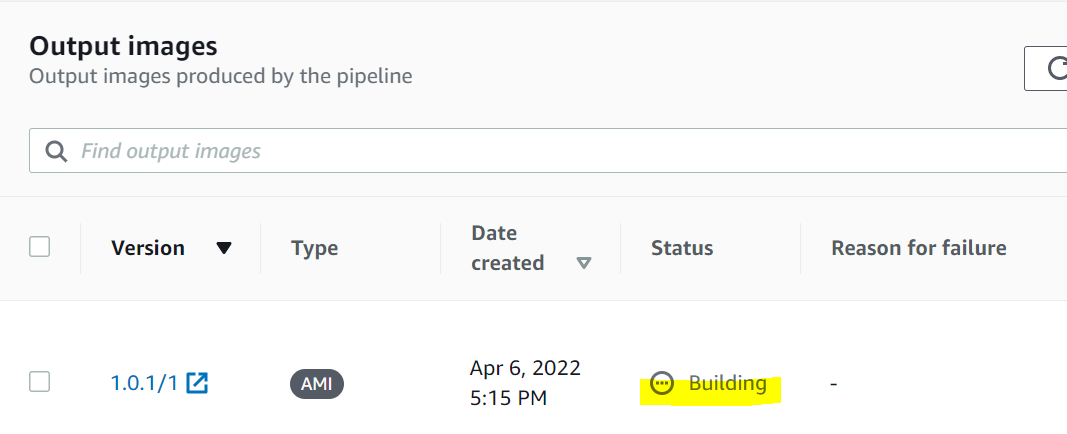 Output images
Output images produced by the pipeline
Find output images
Version Type Date created Status Reason for failure
1.0.1/1 AMI Apr 6, 2022 5:15 PM Building -